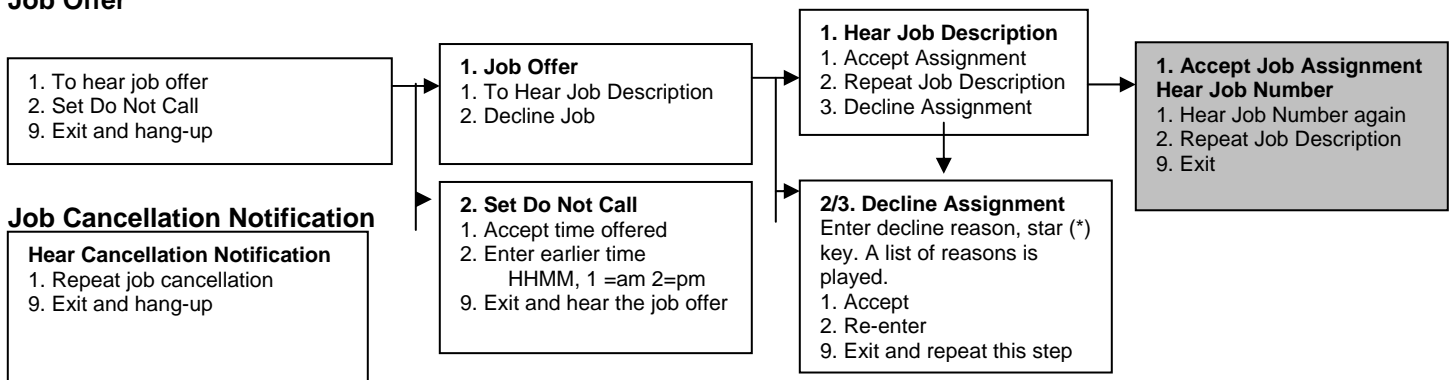 Job Offer
1. To hear job offer
2. Set Do Not Call
9. Exit and hang-up
1. Job Offer
1. To Hear Job Description
2. Decline Job
1. Hear Job Description
1. Accept Assignment
2. Repeat Job Description
3. Decline Assignment
1. Accept Job Assignment
Hear Job Number
1. Hear Job Number again
2. Repeat Job Description
9. Exit
2. Set Do Not Call
1. Accept time offered
2. Enter earlier time
HHMM, 1 =am 2=pm
9. Exit and hear the job offer
2/3. Decline Assignment
Enter decline reason, star (*)
key. A list of reasons is
played.
1. Accept
2. Re-enter
9. Exit and repeat this step
Job Cancellation Notification
Hear Cancellation Notification
1. Repeat job cancellation
9. Exit and hang-up